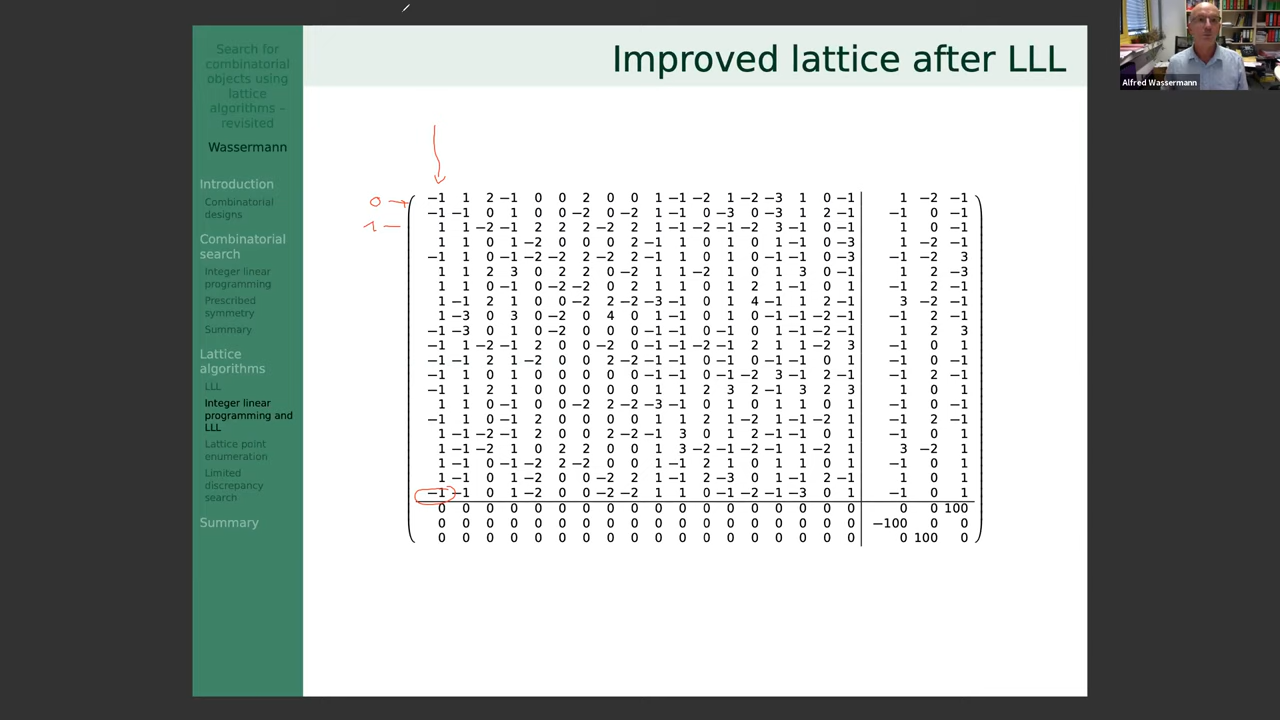 Search for
combinatorial
objects using
lattice
algorithms –
revisited
Wassermann
Introduction
Combinatorial
designs
Combinatorial
search
Integer linear
programming
Prescribed
symmetry
Summary
Lattice
algorithms
LLL
Integer linear
programming and
LLL
Lattice point
enumeration
Limited
discrepancy
search
Summary
Improved lattice after LLL
0
1
−1 1 2 −1 0 0 2 0 0 1 −1 −2 1 −2 −3 1 0 −1 1 −2 −1
−1 −1 0 1 0 0 −2 0 −2 1 −1 0 −3 0 −3 1 2 −1 −1 0 −1
1 1 −2 −1 2 2 2 −2 2 1 −1 −2 −1 −2 3 −1 0 −1 1 0 −1
1 1 0 1 −2 0 0 0 2 −1 1 0 1 0 1 −1 0 −3 1 −2 −1
−1 1 0 −1 −2 −2 2 −2 2 −1 1 0 1 0 1 −1 0 −3 −1 −2 3
1 1 2 3 0 2 2 0 −2 1 1 −2 1 0 1 3 0 −1 1 2 −3
1 1 0 −1 0 −2 −2 0 2 1 1 0 1 2 1 −1 0 −1 −1 2 −1
1 −1 2 1 0 0 −2 2 −2 −3 −1 0 1 4 −1 1 2 −1 3 −2 −1
1 −3 0 3 0 −2 0 4 0 1 −1 0 1 0 −1 −1 −2 −1 −1 2 −1
−1 −3 0 1 0 −2 0 0 0 −1 −1 0 −1 0 1 −1 −2 −1 1 2 3
−1 1 −2 −1 2 0 0 −2 0 −1 −1 −2 −1 2 1 1 −2 3 −1 0 1
−1 −1 2 1 −2 0 0 2 −2 −1 −1 0 −1 0 −1 −1 0 1 −1 0 −1
−1 −1 0 1 0 0 0 0 0 −1 −1 0 −1 −2 3 −1 2 −1 −1 2 −1
−1 1 2 1 0 0 0 0 0 1 1 2 3 2 −1 3 2 3 1 0 1
1 1 0 −1 0 0 −2 2 −2 −3 −1 0 1 0 1 1 0 1 −1 0 −1
−1 1 0 −1 −2 0 0 0 0 1 1 2 1 −2 1 −1 −2 1 −1 2 −1
1 −1 −2 −1 2 0 0 2 −2 −1 3 0 1 2 −1 −1 0 1 −1 0 1
1 −1 −2 1 0 2 2 0 0 1 3 −2 −1 −2 −1 1 −2 1 3 −2 1
1 −1 0 −1 −2 2 −2 0 0 1 −1 2 1 0 1 1 0 1 −1 0 1
1 −1 0 1 0 0 0 −2 2 1 −1 −2 −3 0 −1 1 2 −1 1 0 1
−1 −1 0 1 −2 0 0 −2 −2 1 1 0 −1 −2 −1 −3 0 1 −1 0 1
0 0 0 0 0 0 0 0 0 0 0 0 0 0 0 0 0 0 0 0 100
0 0 0 0 0 0 0 0 0 0 0 0 0 0 0 0 0 0 −100 0 0
0 0 0 0 0 0 0 0 0 0 0 0 0 0 0 0 0 0 0 100 0
Alfred Wassermann